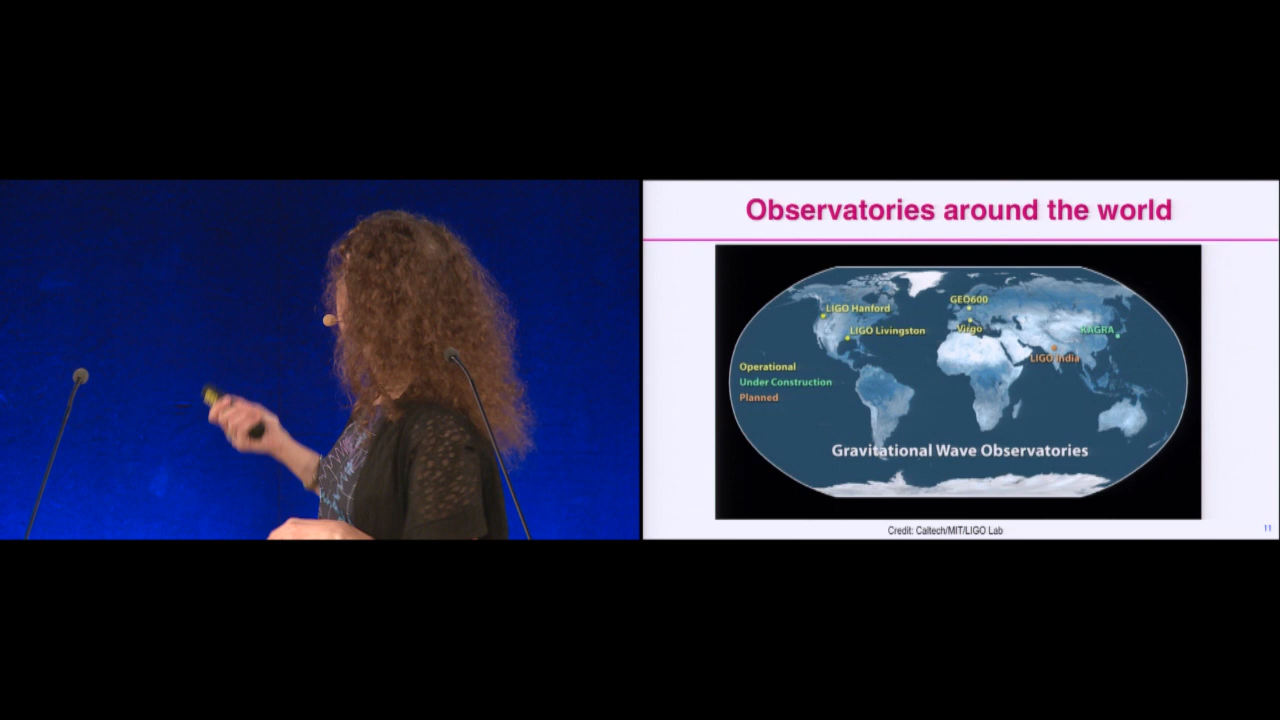 Observatories around the world
GEO600
LIGO Hanford
Virgo
KAGRA
LIGO Livingston
LIGO India
Operational
Under Construction
Planned
Gravitational Wave Observatories
Credit: Caltech/MIT/LIGO Lab
11